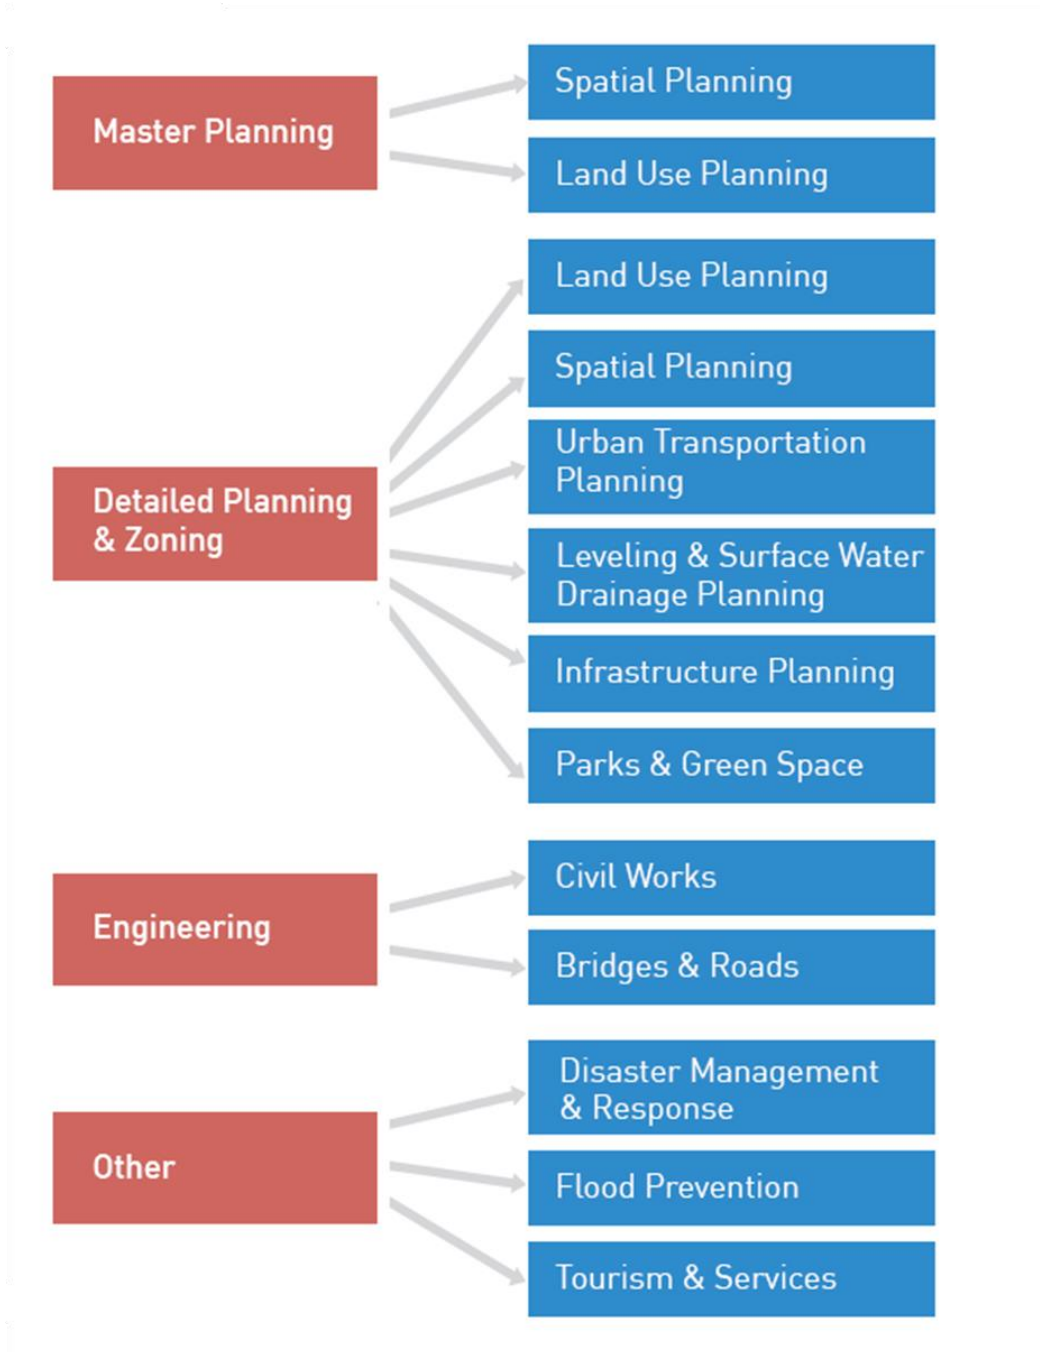 Master Planning
Spatial Planning
Land Use Planning
Detailed Planning
& Zoning
Land Use Planning
Spatial Planning
Urban Transportation
Planning
Leveling & Surface Water
Drainage Planning
Infrastructure Planning
Parks & Green Space
Engineering
Civil Works
Bridges & Roads
Other
Disaster Management
& Response
Flood Prevention
Tourism & Services